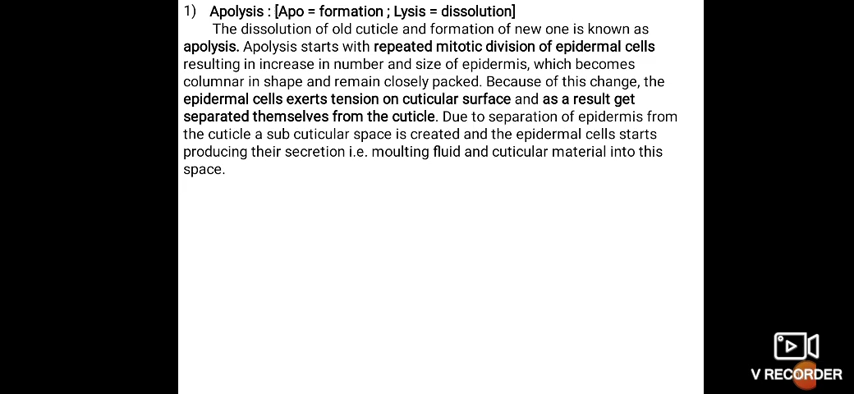 1) Apolysis : [Apo = formation ; Lysis = dissolution]
The dissolution of old cuticle and formation of new one is known as
apolysis. Apolysis starts with repeated mitotic division of epidermal cells
resulting in increase in number and size of epidermis, which becomes
columnar in shape and remain closely packed. Because of this change, the
epidermal cells exerts tension on cuticular surface and as a result get
separated themselves from the cuticle. Due to separation of epidermis from
the cuticle a sub cuticular space is created and the epidermal cells starts
producing their secretion i.e. moulting fluid and cuticular material into this
space.
V RECORDER